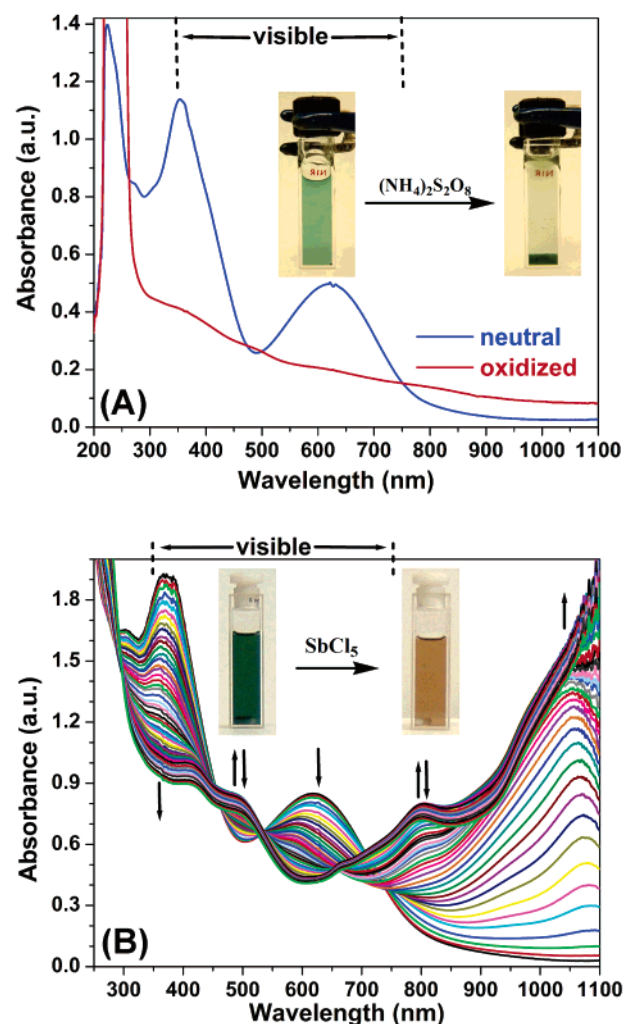 1.4
1.2
1.0
0.8
0.6
0.4
0.2
0.0
Absorbance (a.u.)
visible
NIR
(NH4)2S2O8
NIR
neutral
oxidized
(A)
200 300 400 500 600 700 800 900 1000 1100
Wavelength (nm)
visible
1.8
1.5
1.2
0.9
0.6
0.3
0.0
Absorbance (a.u.)
SbCl5
(B)
300 400 500 600 700 800 900 1000 1100
Wavelength (nm)